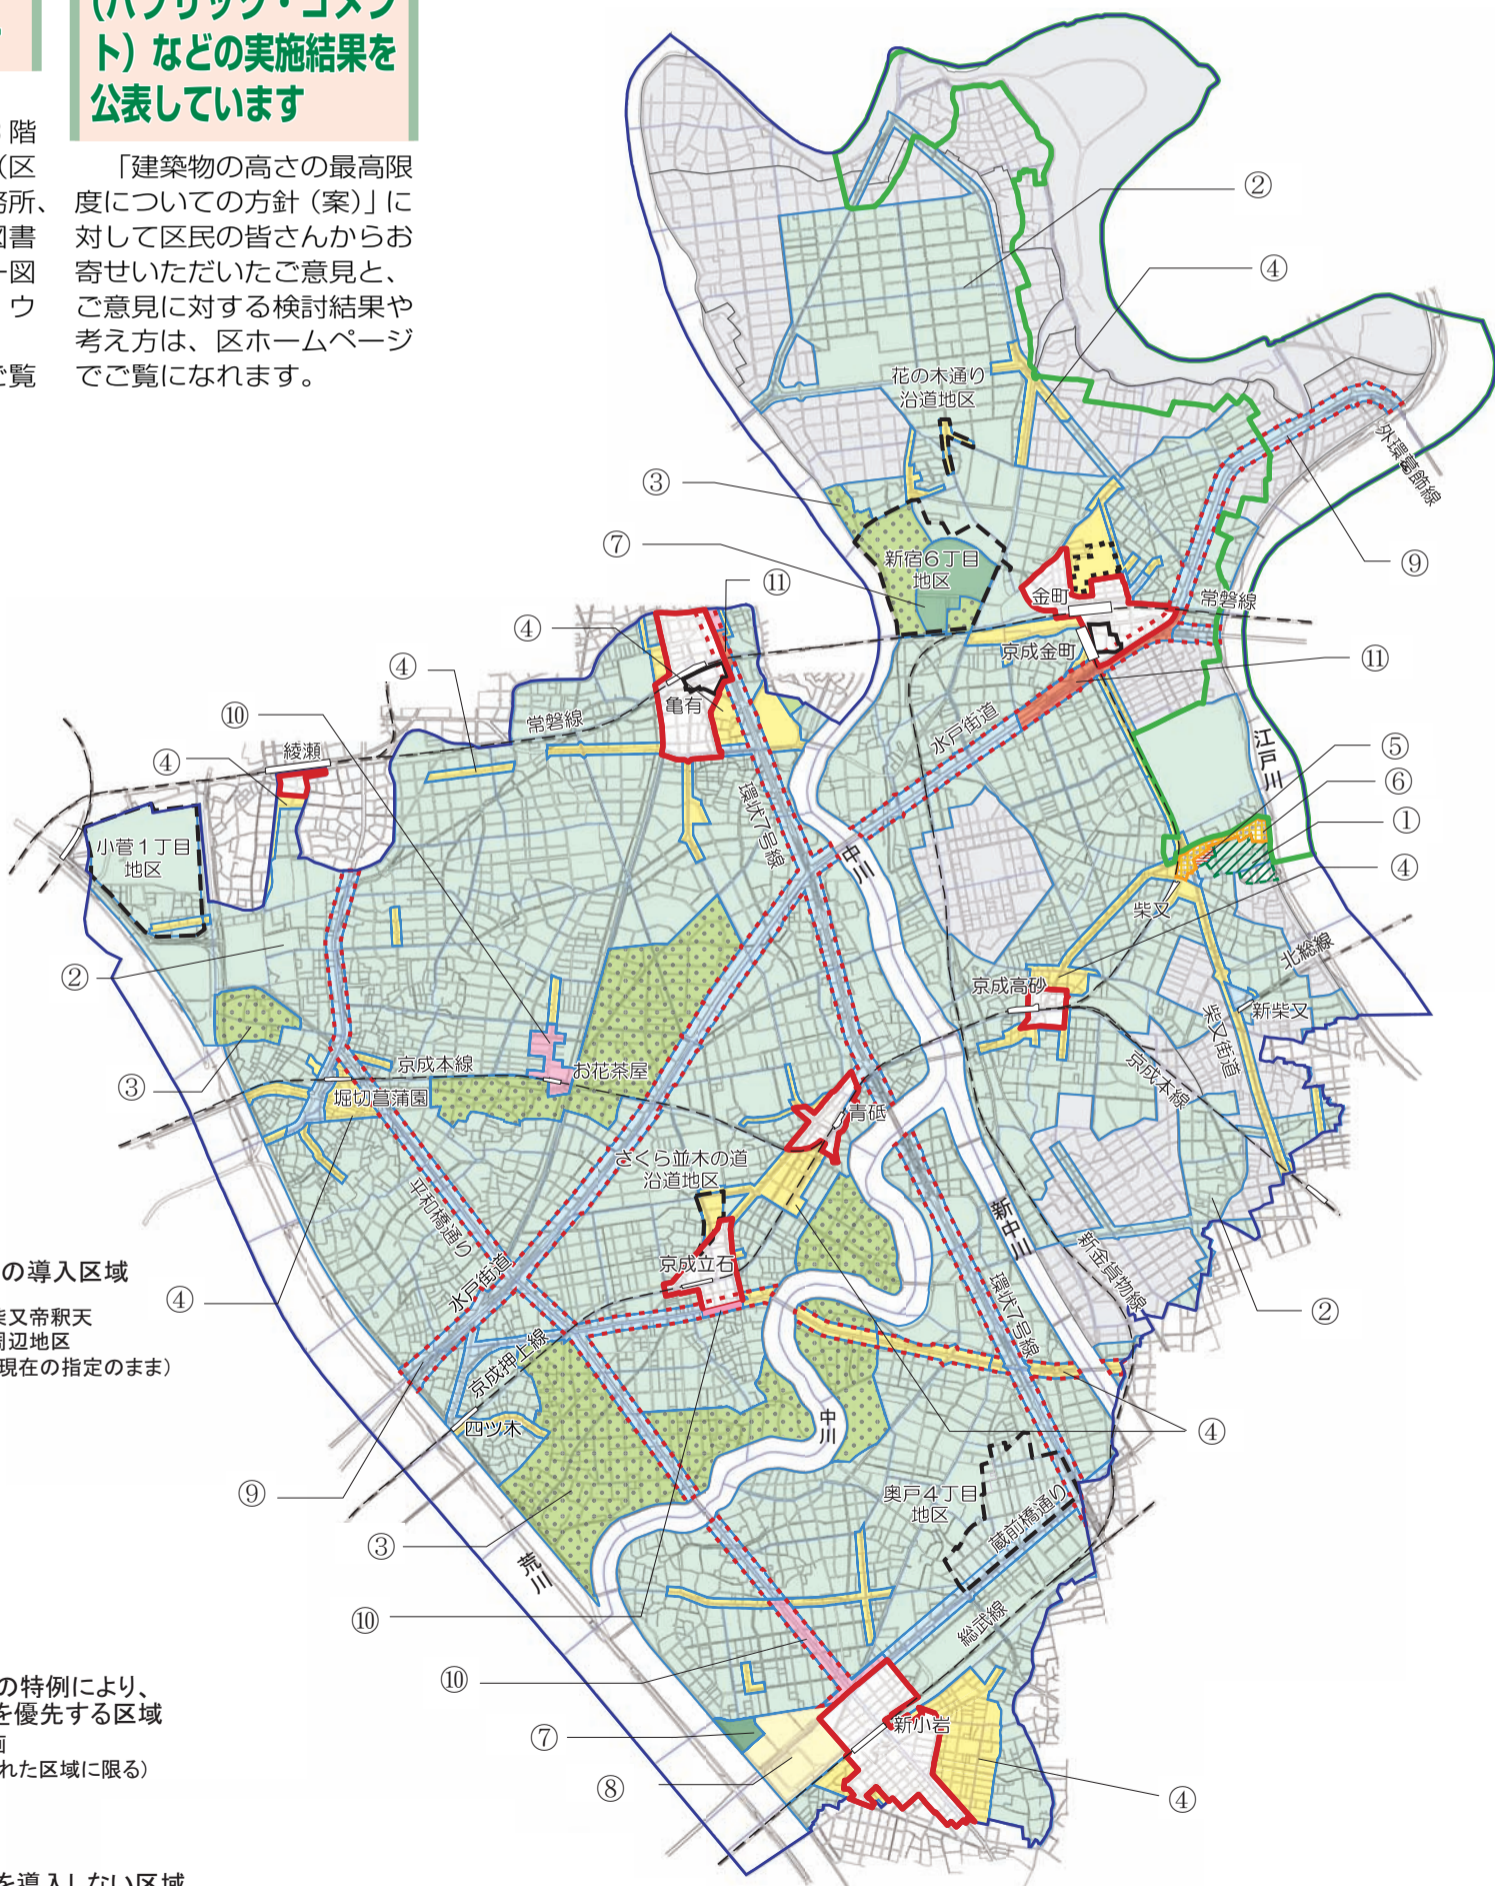 (パブリック・コメン
ト）などの実施結果を
公表しています
「建築物の高さの最高限
度についての方針（案）」に
対して区民の皆さんからお
寄せいただいたご意見と、
ご意見に対する検討結果や
考え方は、区ホームページ
でご覧になれます。
階
（区
務所、
図書
図
ウ
ご覧
②
④
花の木通り
沿道地区
外環葛飾線
③
⑦
新宿6丁目
地区
⑨
⑪
金町
常磐線
④
京成金町
④
⑪
亀有
⑩
常磐線
水戸街道
江戸川
⑤
綾瀬
④
⑥
環状7号線
①
小菅1丁目
地区
中川
④
柴又
北総線
②
京成高砂
新柴又
柴又街道
③
京成本線
お花茶屋
京成本線
堀切菖蒲園
青砥
さくら並木の道
沿道地区
平和橋通り
新中川
の導入区域
④
京成立石
水戸街道
新金貨物線
柴又帝釈天
周辺地区
現在の指定のまま）
環状7号線
②
京成押上線
四ツ木
中川
④
⑨
奥戸4丁目
地区
蔵前橋通り
③
荒川
⑩
総武線
⑩
の特例により、
を優先する区域
画
れた区域に限る）
新小岩
⑦
⑧
④
を導入しない区域